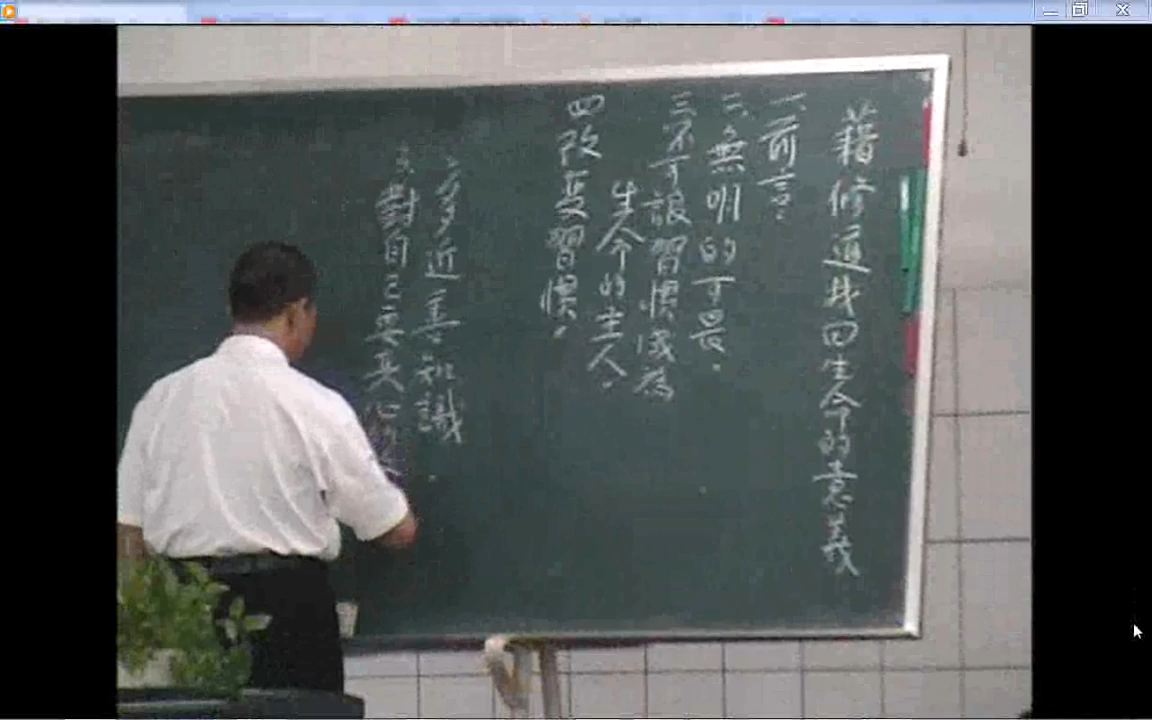 藉修道找回生命的意義
一、前言。
二、無明的可畏。
三、不可讓習慣成為
生命的主人。
四、改變習慣。
1、多近善知識
2、對自己要真心